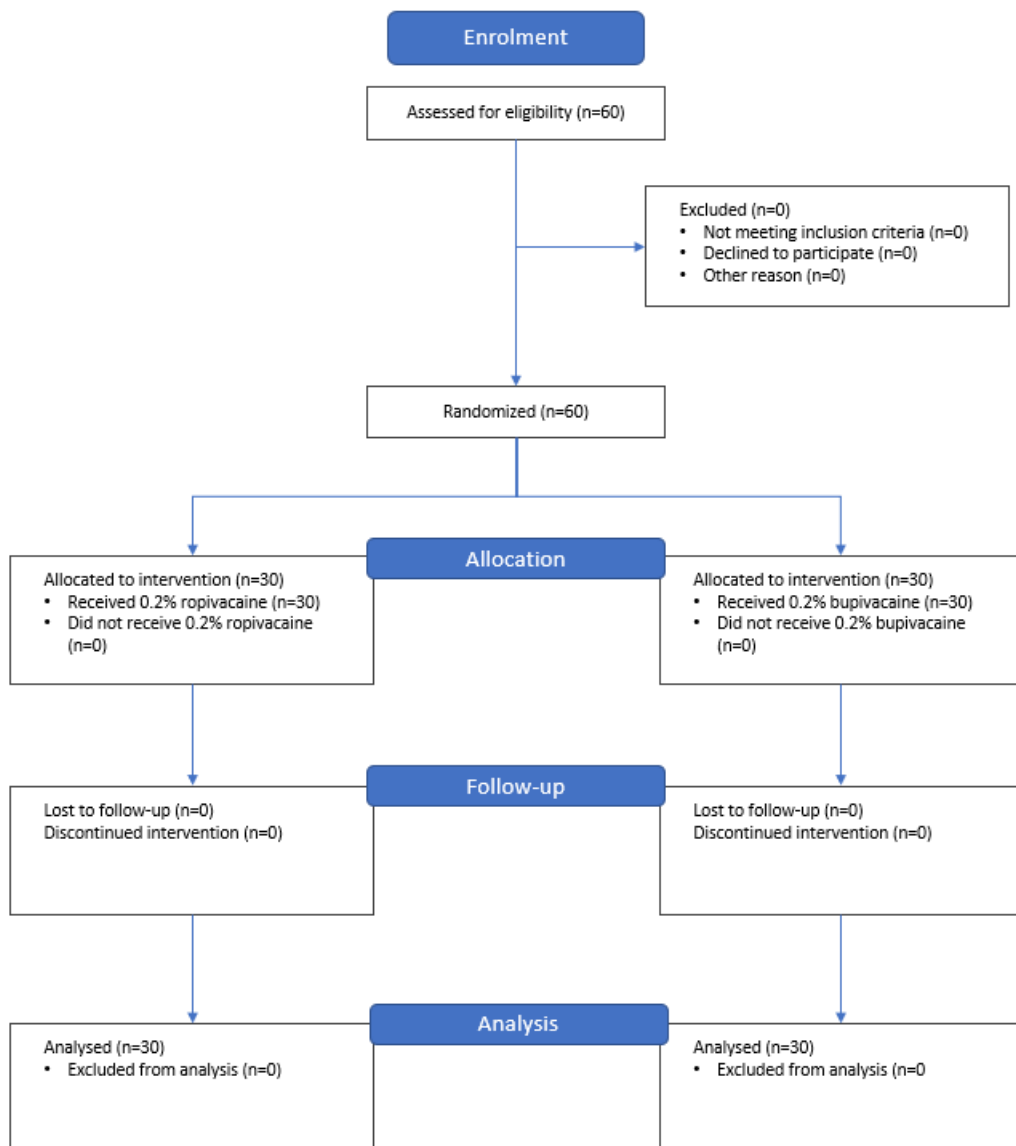 Enrolment
Assessed for eligibility (n=60)
Excluded (n=0)
• Not meeting inclusion criteria (n=0)
• Declined to participate (n=0)
• Other reason (n=0)
Randomized (n=60)
Allocation
Allocated to intervention (n=30)
• Received 0.2% ropivacaine (n=30)
• Did not receive 0.2% ropivacaine
(n=0)
Allocated to intervention (n=30)
• Received 0.2% bupivacaine (n=30)
• Did not receive 0.2% bupivacaine
(n=0)
Follow-up
Lost to follow-up (n=0)
Discontinued intervention (n=0)
Lost to follow-up (n=0)
Discontinued intervention (n=0)
Analysis
Analysed (n=30)
• Excluded from analysis (n=0)
Analysed (n=30)
• Excluded from analysis (n=0